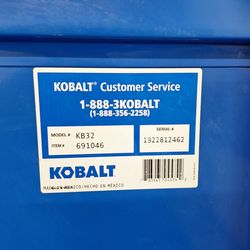 KOBALT® Customer Service
1-888-3KOBALT
(1-888-356-2258)
MODEL # KB32
ITEM # 691046
SERIAL #
1922812462
KOBALT
MADE IN MEXICO/HECHO EN MÉXICO.